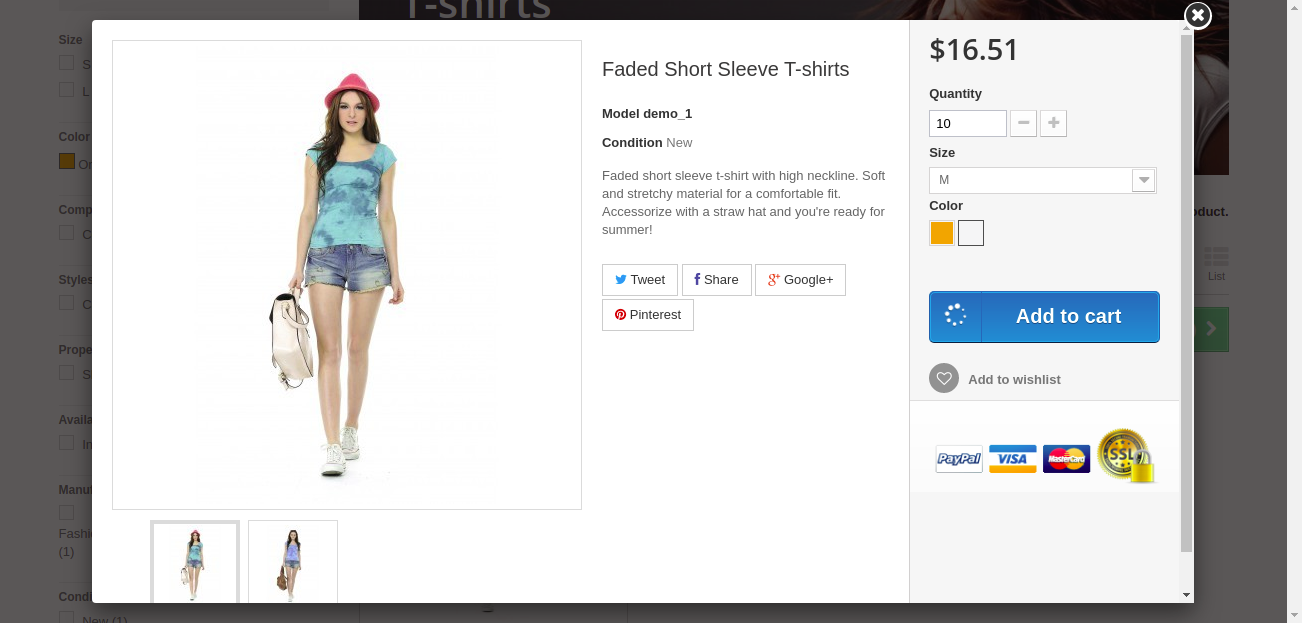 T-shirts
Size
S
L
Color
Or
Comp
C
Styles
C
Prope
S
Availa
In
Manuf
Fashi
(1)
Condi
New (1)
Faded Short Sleeve T-shirts
Model demo_1
Condition New
Faded short sleeve t-shirt with high neckline. Soft
and stretchy material for a comfortable fit.
Accessorize with a straw hat and you're ready for
summer!
Tweet
Share
Google+
Pinterest
$16.51
Quantity
10
Size
M
Color
Add to cart
Add to wishlist
PayPal
VISA
MasterCard
SSL
oduct.
List